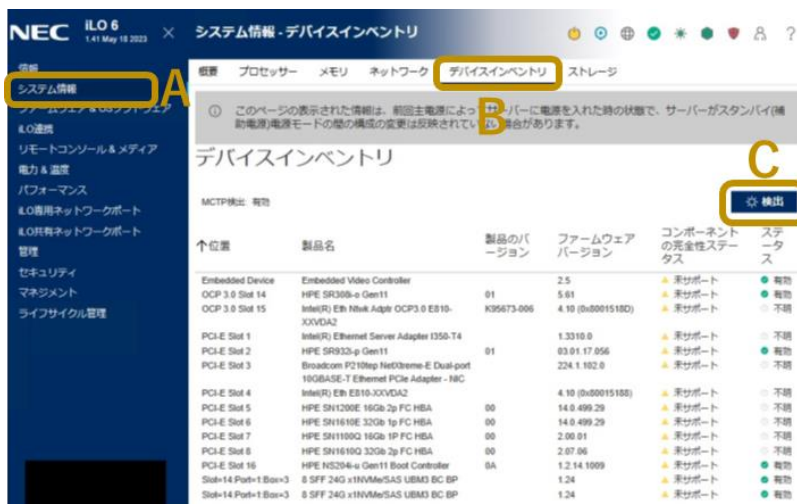 NEC iLO 6
1.41 May 18 2023
×
システム情報 - デバイスインベントリ
?
情報
システム情報
ファームウェア & OSソフトウェア
iLO連携
リモートコンソール & メディア
電力 & 温度
パフォーマンス
iLO専用ネットワークポート
iLO共有ネットワークポート
管理
セキュリティ
マネジメント
ライフサイクル管理
A
概要 プロセッサー メモリ ネットワーク デバイスインベントリ ストレージ
B
このページの表示された情報は、前回主電源によってサーバーに電源を入れた時の状態で、サーバーがスタンバイ(補
助電源)電源モードの間の構成の変更は反映されていない場合があります。
デバイスインベントリ
C
MCTP検出: 有効
検出
↑位置 製品名 製品のバージョン ファームウェアバージョン コンポーネントの完全性ステータス ステータス
Embedded Device Embedded Video Controller 2.5 未サポート 有効
OCP 3.0 Slot 14 HPE SR308i-o Gen11 01 5.61 未サポート 有効
OCP 3.0 Slot 15 Intel(R) Eth Ntwk Adptr OCP3.0 E810-XXVDA2 K95673-006 4.10 (0x8001518D) 未サポート 不明
PCI-E Slot 1 Intel(R) Ethernet Server Adapter I350-T4 1.3310.0 未サポート 不明
PCI-E Slot 2 HPE SR932i-p Gen11 01 03.01.17.056 未サポート 有効
PCI-E Slot 3 Broadcom P210tep NetXtreme-E Dual-port 10GBASE-T Ethernet PCIe Adapter - NIC 224.1.102.0 未サポート 不明
PCI-E Slot 4 Intel(R) Eth E810-XXVDA2 4.10 (0x80015188) 未サポート 不明
PCI-E Slot 5 HPE SN1200E 16Gb 2p FC HBA 00 14.0.499.29 未サポート 不明
PCI-E Slot 6 HPE SN1610E 32Gb 1p FC HBA 00 14.0.499.29 未サポート 不明
PCI-E Slot 7 HPE SN1100Q 16Gb 1P FC HBA 00 2.00.01 未サポート 不明
PCI-E Slot 8 HPE SN1610Q 32Gb 2p FC HBA 00 2.07.06 未サポート 不明
PCI-E Slot 16 HPE NS204i-u Gen11 Boot Controller 0A 1.2.14.1009 未サポート 有効
Slot=14:Port=1:Box=3 8 SFF 24G x1NVMe/SAS UBM3 BC BP 1.24 未サポート 有効
Slot=14:Port=1:Box=3 8 SFF 24G x1NVMe/SAS UBM3 BC BP 1.24 未サポート 有効